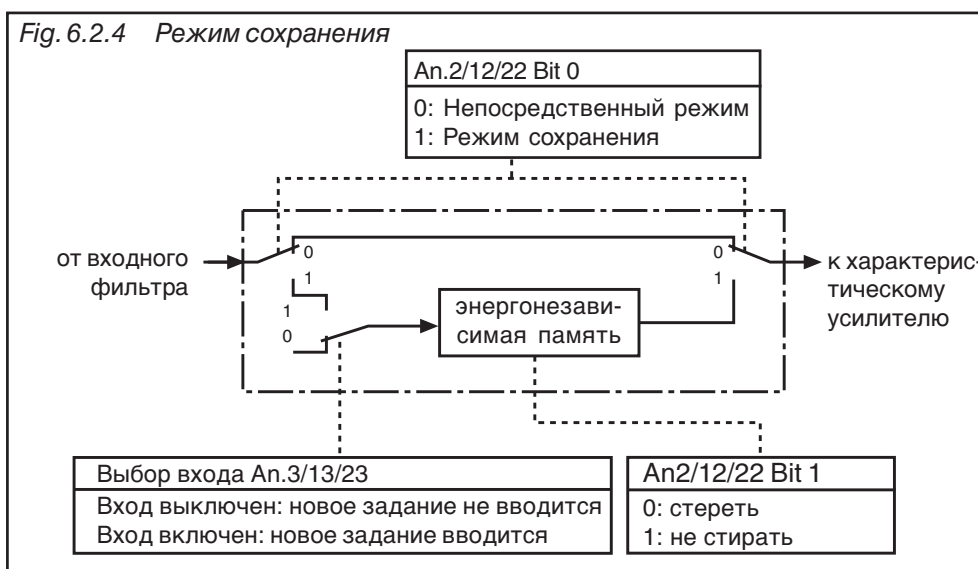 Fig. 6.2.4 Режим сохранения
An.2/12/22 Bit 0
0: Непосредственный режим
1: Режим сохранения
от входного
фильтра
0
1
1
0
энергонезави-
симая память
0
1
к характерис-
тическому
усилителю
Выбор входа An.3/13/23
Вход выключен: новое задание не вводится
Вход включен: новое задание вводится
An2/12/22 Bit 1
0: стереть
1: не стирать